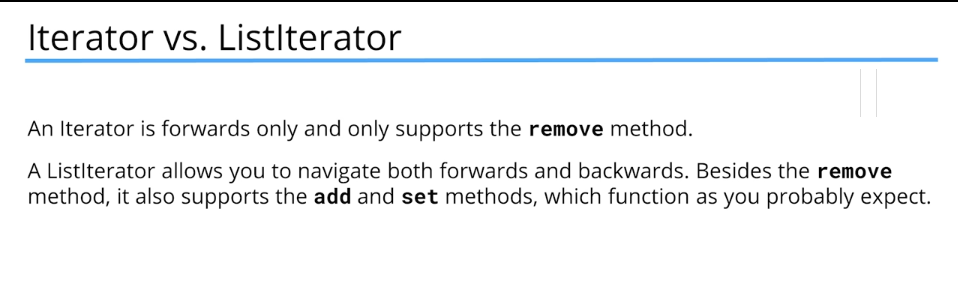 Iterator vs. ListIterator
An Iterator is forwards only and only supports the remove method.
A ListIterator allows you to navigate both forwards and backwards. Besides the remove
method, it also supports the add and set methods, which function as you probably expect.